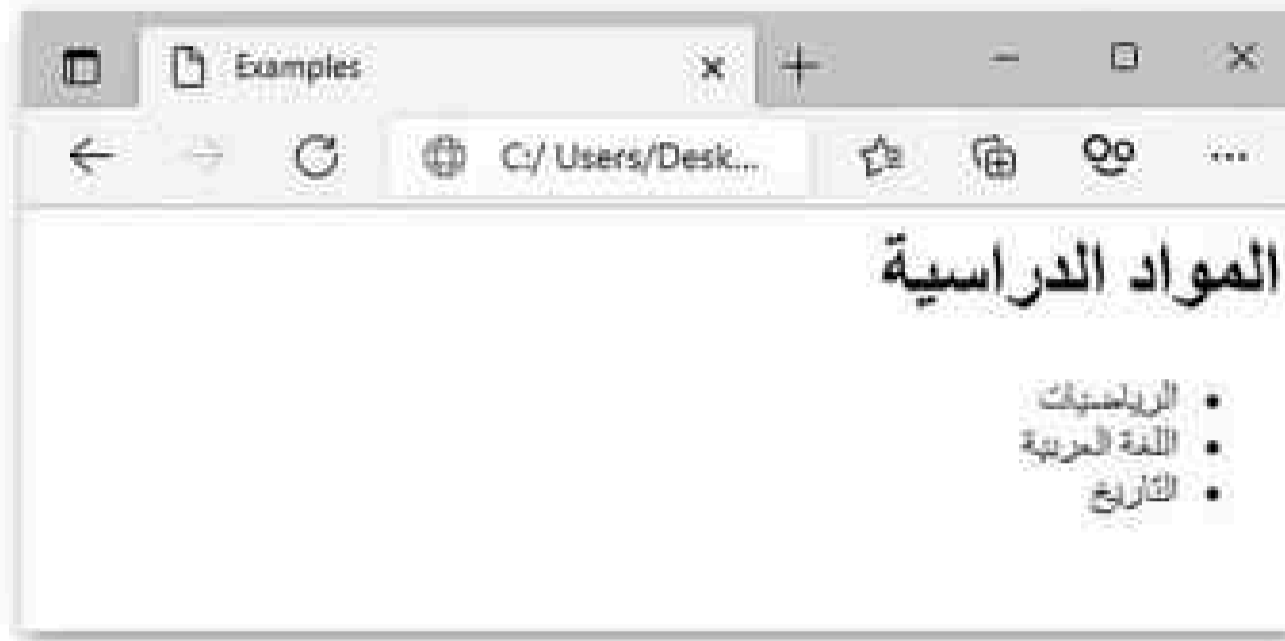 Examples
C:/ Users/Desk...
المواد الدراسية
• الرياضيات
• اللغة العربية
• التاريخ